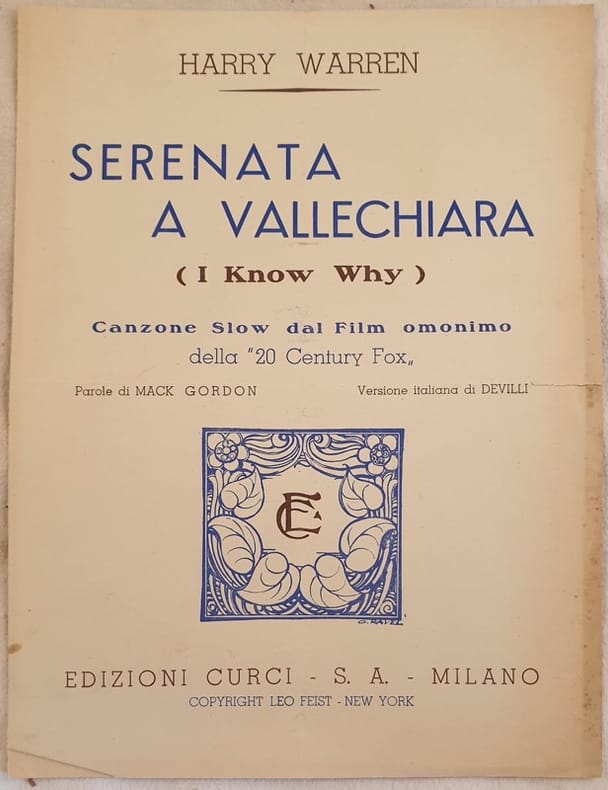 HARRY WARREN
SERENATA
A VALLECHIARA
( I Know Why )
Canzone Slow dal Film omonimo
della "20 Century Fox„
Parole di MACK GORDON
Versione italiana di DEVILLI
EC
EDIZIONI CURCI - S. A. - MILANO
COPYRIGHT LEO FEIST - NEW YORK